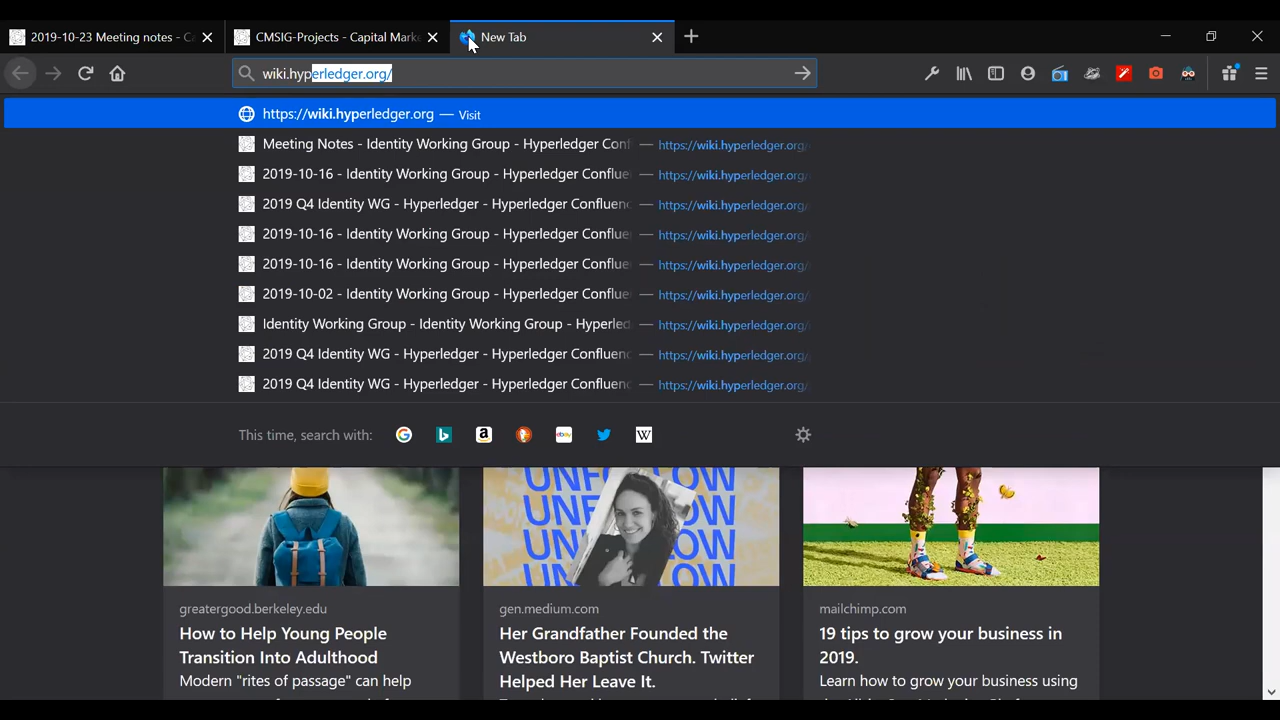 2019-10-23 Meeting notes - Ca
CMSIG-Projects - Capital Marke
New Tab
wiki.hyperledger.org/
https://wiki.hyperledger.org — Visit
Meeting Notes - Identity Working Group - Hyperledger Conf — https://wiki.hyperledger.org/
2019-10-16 - Identity Working Group - Hyperledger Confluen — https://wiki.hyperledger.org/
2019 Q4 Identity WG - Hyperledger - Hyperledger Confluenc — https://wiki.hyperledger.org/
2019-10-16 - Identity Working Group - Hyperledger Confluen — https://wiki.hyperledger.org/
2019-10-16 - Identity Working Group - Hyperledger Confluen — https://wiki.hyperledger.org/
2019-10-02 - Identity Working Group - Hyperledger Confluen — https://wiki.hyperledger.org/
Identity Working Group - Identity Working Group - Hyperled — https://wiki.hyperledger.org/
2019 Q4 Identity WG - Hyperledger - Hyperledger Confluenc — https://wiki.hyperledger.org/
2019 Q4 Identity WG - Hyperledger - Hyperledger Confluenc — https://wiki.hyperledger.org/
This time, search with:
greatergood.berkeley.edu
How to Help Young People
Transition Into Adulthood
Modern "rites of passage" can help
gen.medium.com
Her Grandfather Founded the
Westboro Baptist Church. Twitter
Helped Her Leave It.
mailchimp.com
19 tips to grow your business in
2019.
Learn how to grow your business using